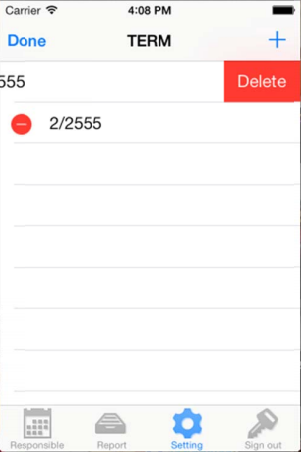 Carrier 4:08 PM
Done TERM +
555 Delete
2/2555
Responsible Report Setting Sign out